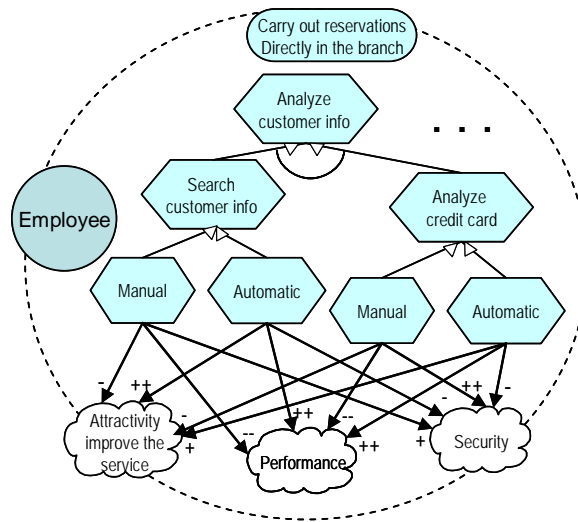 Carry out reservations
Directly in the branch
Analyze
customer info
. . .
Search
customer info
Analyze
credit card
Employee
Manual
Automatic
Manual
Automatic
-
++
-
+
--
++
--
++
-
+
++
-
Attractivity
improve the
service
Performance
Security